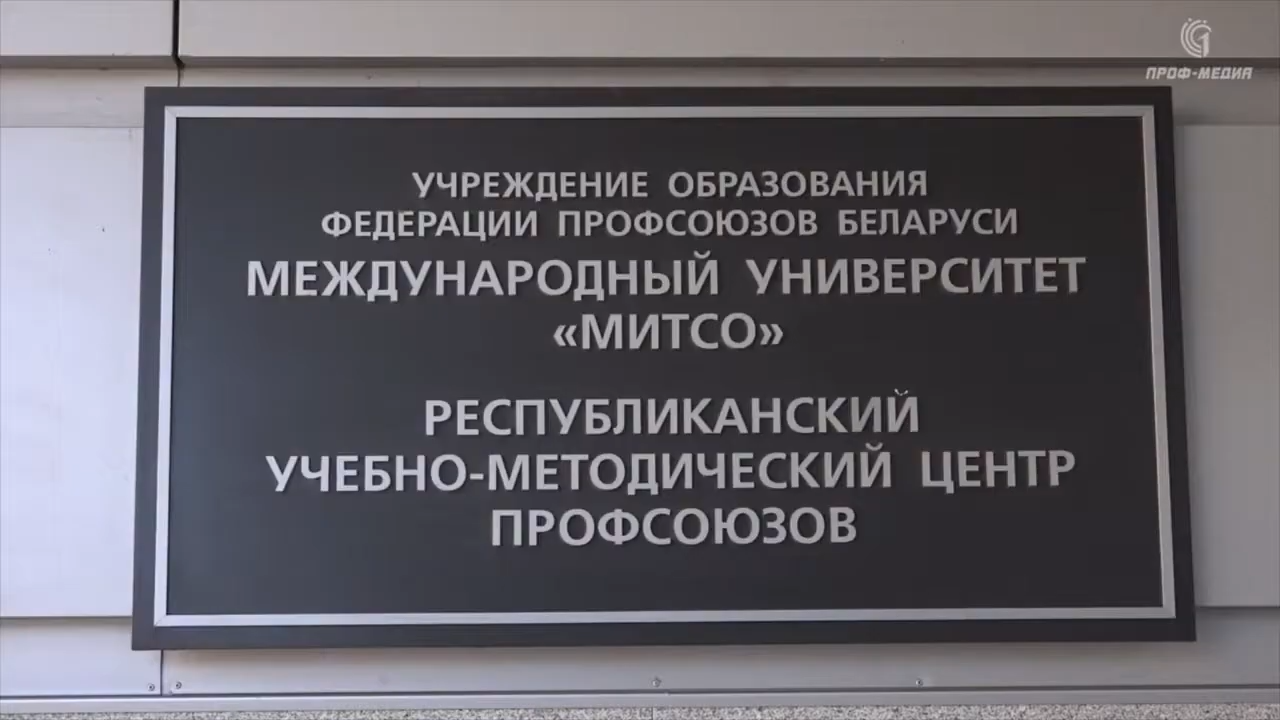 ПРОФ-МЕДИА
УЧРЕЖДЕНИЕ ОБРАЗОВАНИЯ
ФЕДЕРАЦИИ ПРОФСОЮЗОВ БЕЛАРУСИ
МЕЖДУНАРОДНЫЙ УНИВЕРСИТЕТ
«МИТСО»
РЕСПУБЛИКАНСКИЙ
УЧЕБНО-МЕТОДИЧЕСКИЙ ЦЕНТР
ПРОФСОЮЗОВ